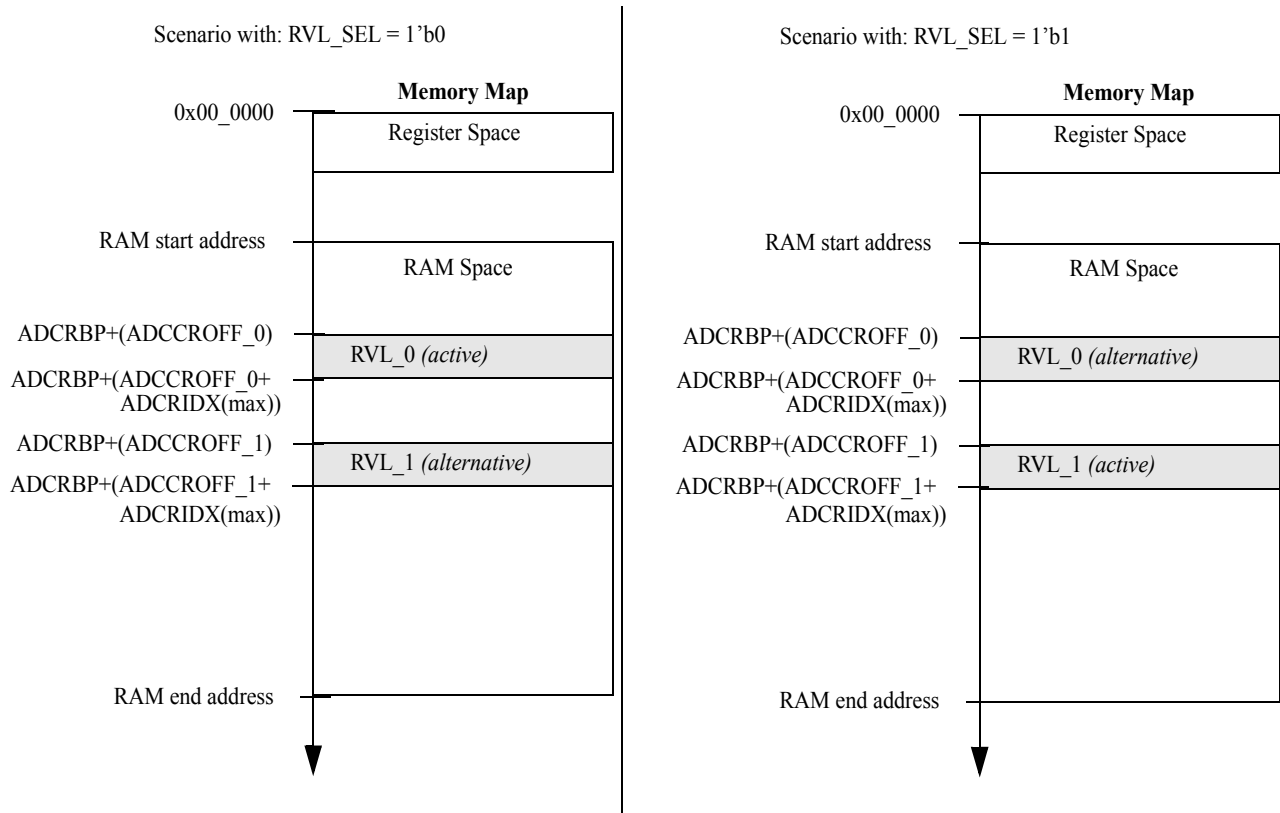 Scenario with: RVL_SEL = 1’b0
Memory Map
0x00_0000
Register Space
RAM start address
RAM Space
ADCRBP+(ADCCROFF_0)
RVL_0 (active)
ADCRBP+(ADCCROFF_0+
ADCRIDX(max))
ADCRBP+(ADCCROFF_1)
RVL_1 (alternative)
ADCRBP+(ADCCROFF_1+
ADCRIDX(max))
RAM end address
Scenario with: RVL_SEL = 1’b1
Memory Map
0x00_0000
Register Space
RAM start address
RAM Space
ADCRBP+(ADCCROFF_0)
RVL_0 (alternative)
ADCRBP+(ADCCROFF_0+
ADCRIDX(max))
ADCRBP+(ADCCROFF_1)
RVL_1 (active)
ADCRBP+(ADCCROFF_1+
ADCRIDX(max))
RAM end address